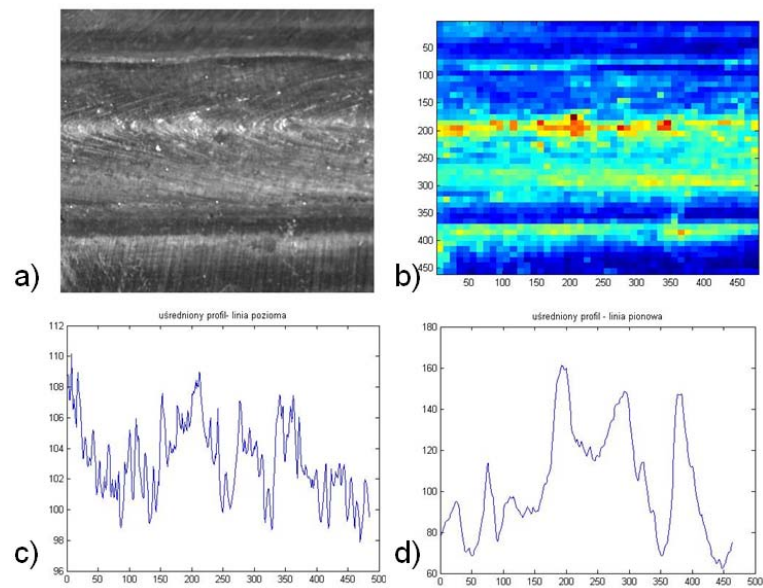 a)
b)
50
100
150
200
250
300
350
400
450
50 100 150 200 250 300 350 400 450
uśredniony profil- linia pozioma
112
110
108
106
104
102
100
98
96
0 50 100 150 200 250 300 350 400 450 500
c)
uśredniony profil - linia pionowa
180
160
140
120
100
80
60
0 50 100 150 200 250 300 350 400 450 500
d)